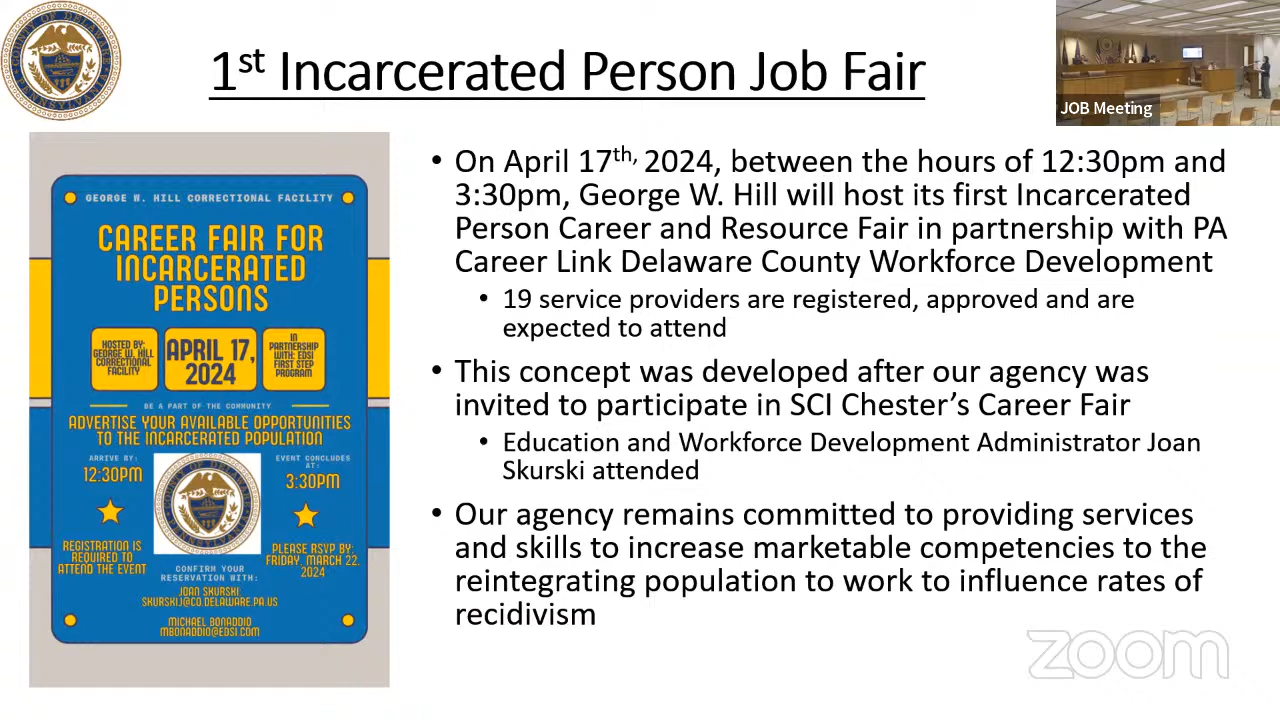 1st Incarcerated Person Job Fair
JOB Meeting
GEORGE W. HILL CORRECTIONAL FACILITY
CAREER FAIR FOR
INCARCERATED
PERSONS
HOSTED BY:
GEORGE W. HILL
CORRECTIONAL
FACILITY
APRIL 17,
2024
IN
PARTNERSHIP
WITH: EDSI
FIRST STEP
PROGRAM
BE A PART OF THE COMMUNITY
ADVERTISE YOUR AVAILABLE OPPORTUNITIES
TO THE INCARCERATED POPULATION
ARRIVE BY:
12:30PM
EVENT CONCLUDES
AT:
3:30PM
REGISTRATION IS
REQUIRED TO
ATTEND THE EVENT
PLEASE RSVP BY:
FRIDAY, MARCH 22,
2024
CONFIRM YOUR
RESERVATION WITH:
JOAN SKURSKI
SKURSKIJ@CO.DELAWARE.PA.US
MICHAEL BONADDIO
MBONADDIO@EDSI.COM
• On April 17th, 2024, between the hours of 12:30pm and
3:30pm, George W. Hill will host its first Incarcerated
Person Career and Resource Fair in partnership with PA
Career Link Delaware County Workforce Development
• 19 service providers are registered, approved and are
expected to attend
• This concept was developed after our agency was
invited to participate in SCI Chester's Career Fair
• Education and Workforce Development Administrator Joan
Skurski attended
• Our agency remains committed to providing services
and skills to increase marketable competencies to the
reintegrating population to work to influence rates of
recidivism
zoom